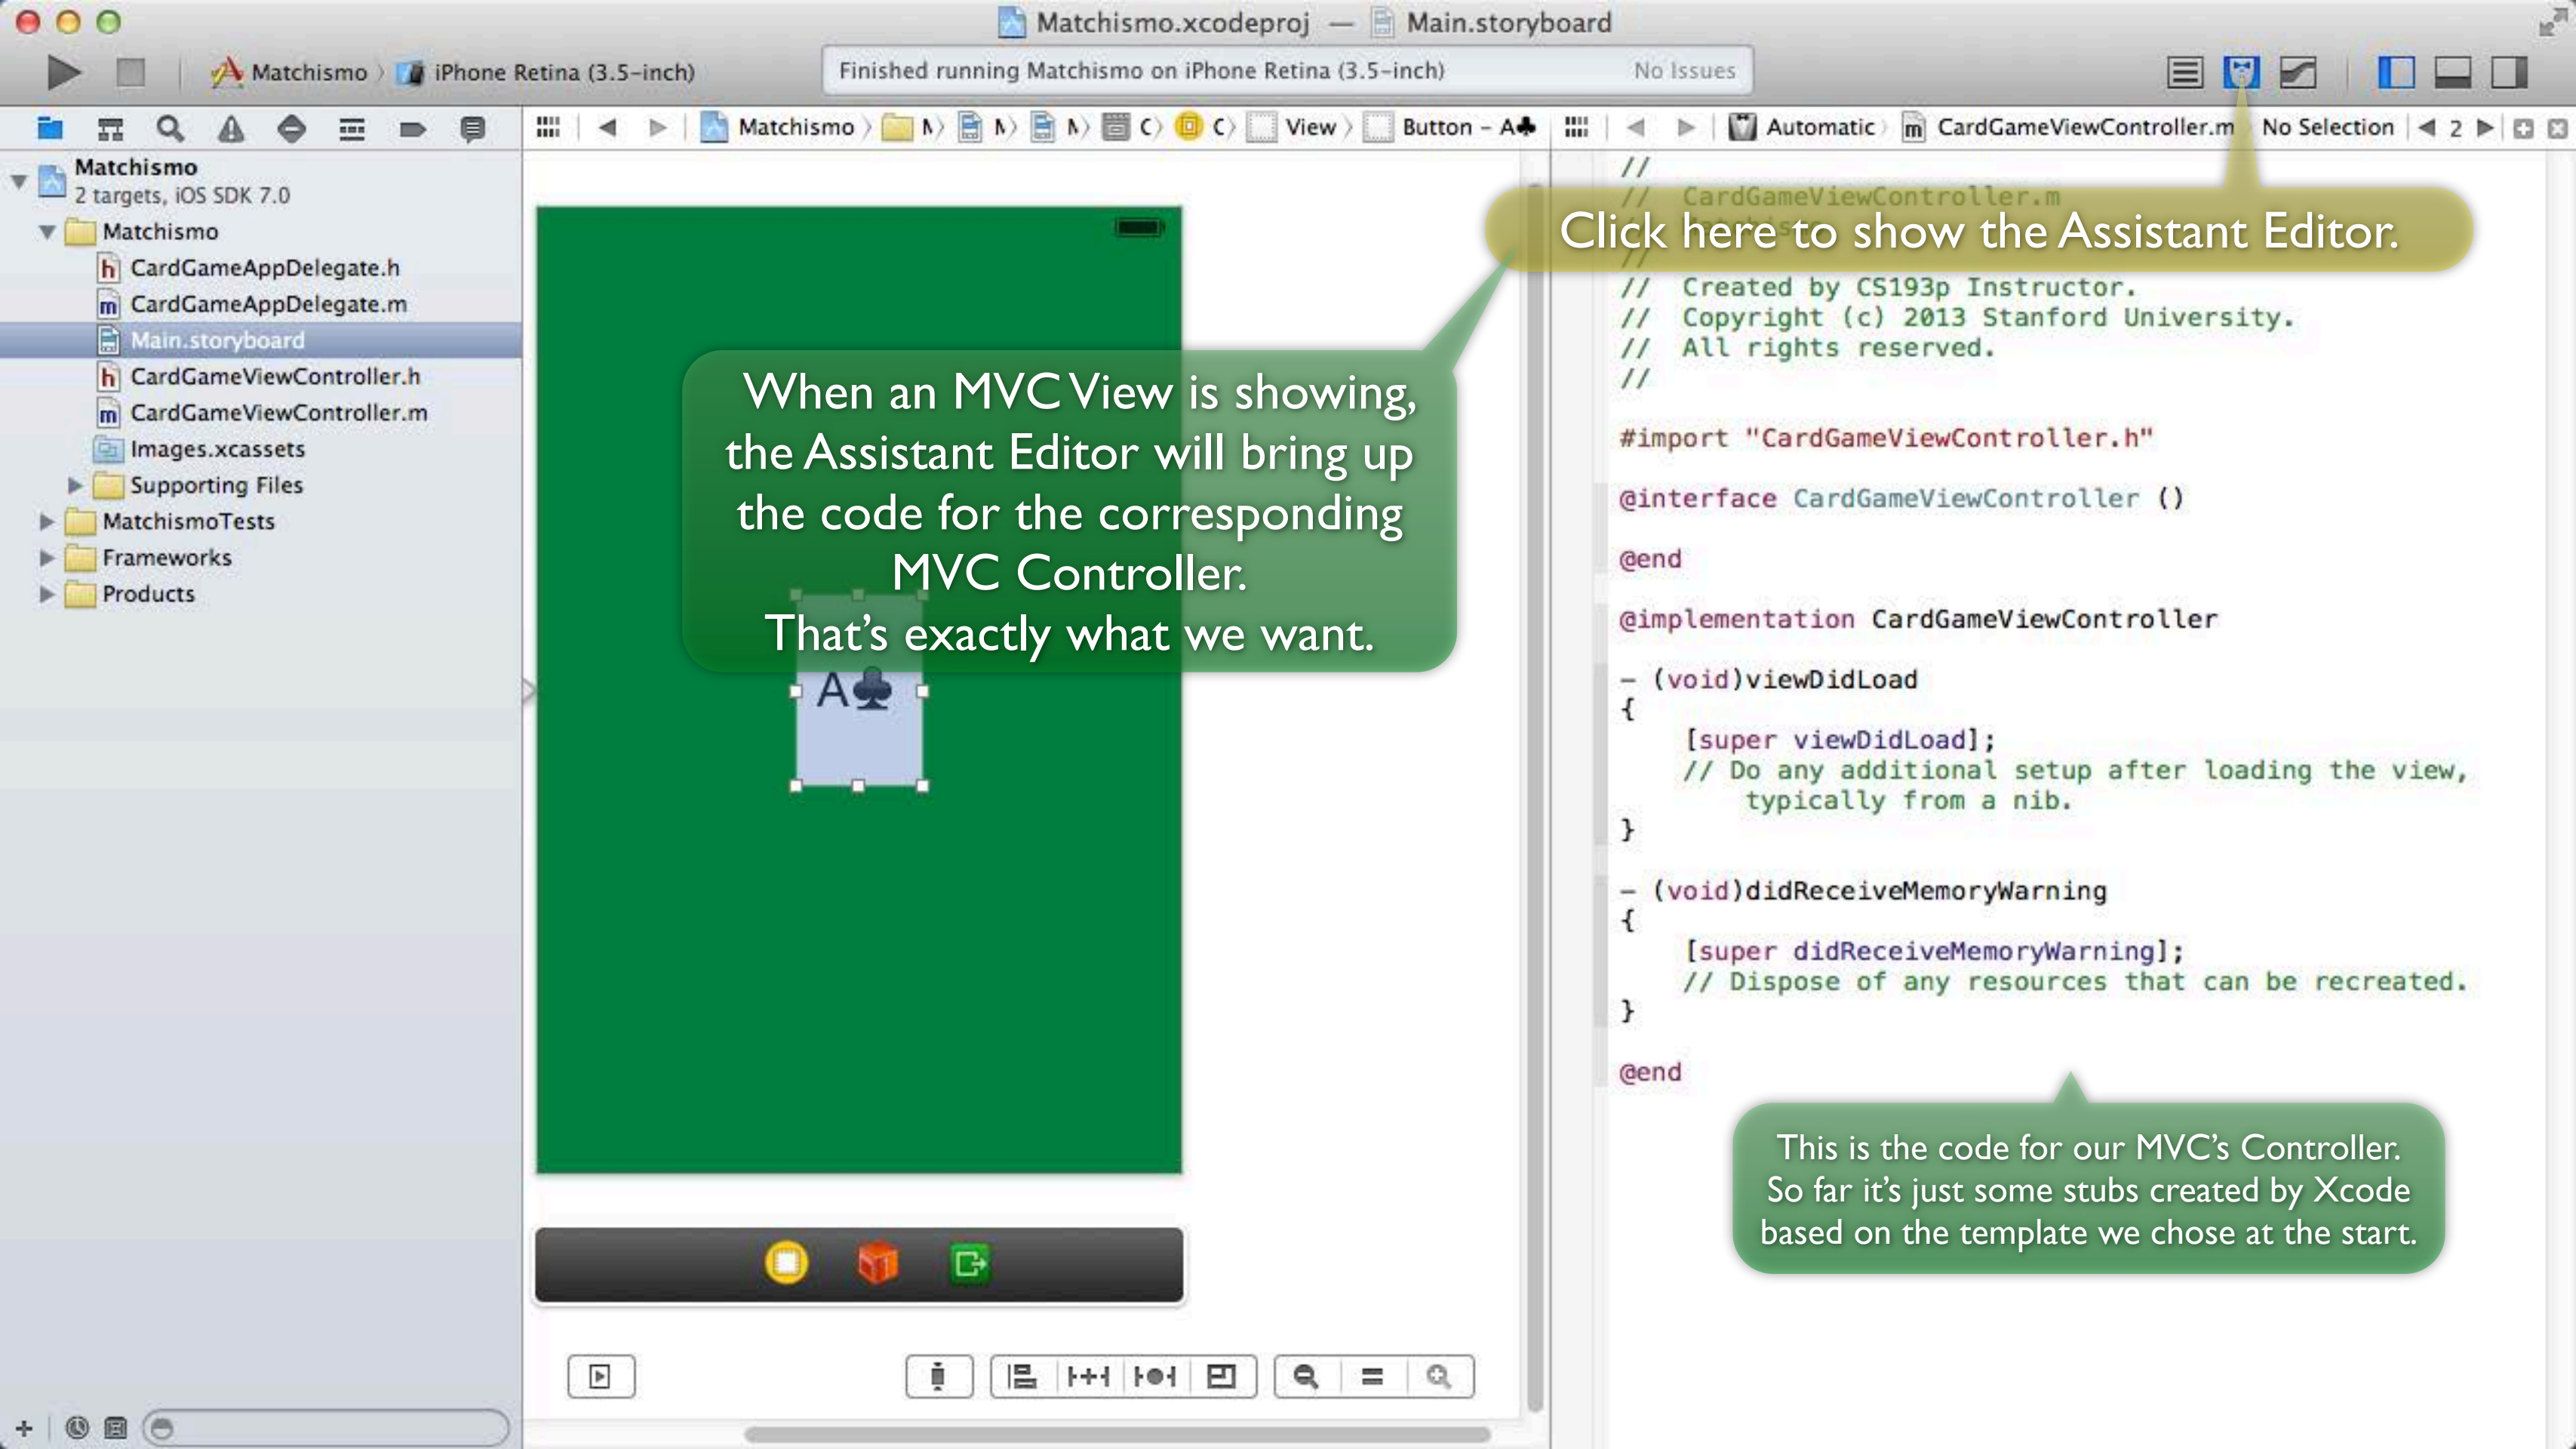 Matchismo.xcodeproj — Main.storyboard
Matchismo
iPhone Retina (3.5-inch)
Finished running Matchismo on iPhone Retina (3.5-inch)
No Issues
Matchismo
View
Button - A♣
Automatic
CardGameViewController.m
No Selection
2
Matchismo
2 targets, iOS SDK 7.0
Matchismo
CardGameAppDelegate.h
CardGameAppDelegate.m
Main.storyboard
CardGameViewController.h
CardGameViewController.m
Images.xcassets
Supporting Files
MatchismoTests
Frameworks
Products
When an MVC View is showing,
the Assistant Editor will bring up
the code for the corresponding
MVC Controller.
That's exactly what we want.
A♣
Click here to show the Assistant Editor.
//
// CardGameViewController.m
//
// Created by CS193p Instructor.
// Copyright (c) 2013 Stanford University.
// All rights reserved.
//
#import "CardGameViewController.h"
@interface CardGameViewController ()
@end
@implementation CardGameViewController
- (void)viewDidLoad
{
[super viewDidLoad];
// Do any additional setup after loading the view,
typically from a nib.
}
- (void)didReceiveMemoryWarning
{
[super didReceiveMemoryWarning];
// Dispose of any resources that can be recreated.
}
@end
This is the code for our MVC's Controller.
So far it's just some stubs created by Xcode
based on the template we chose at the start.